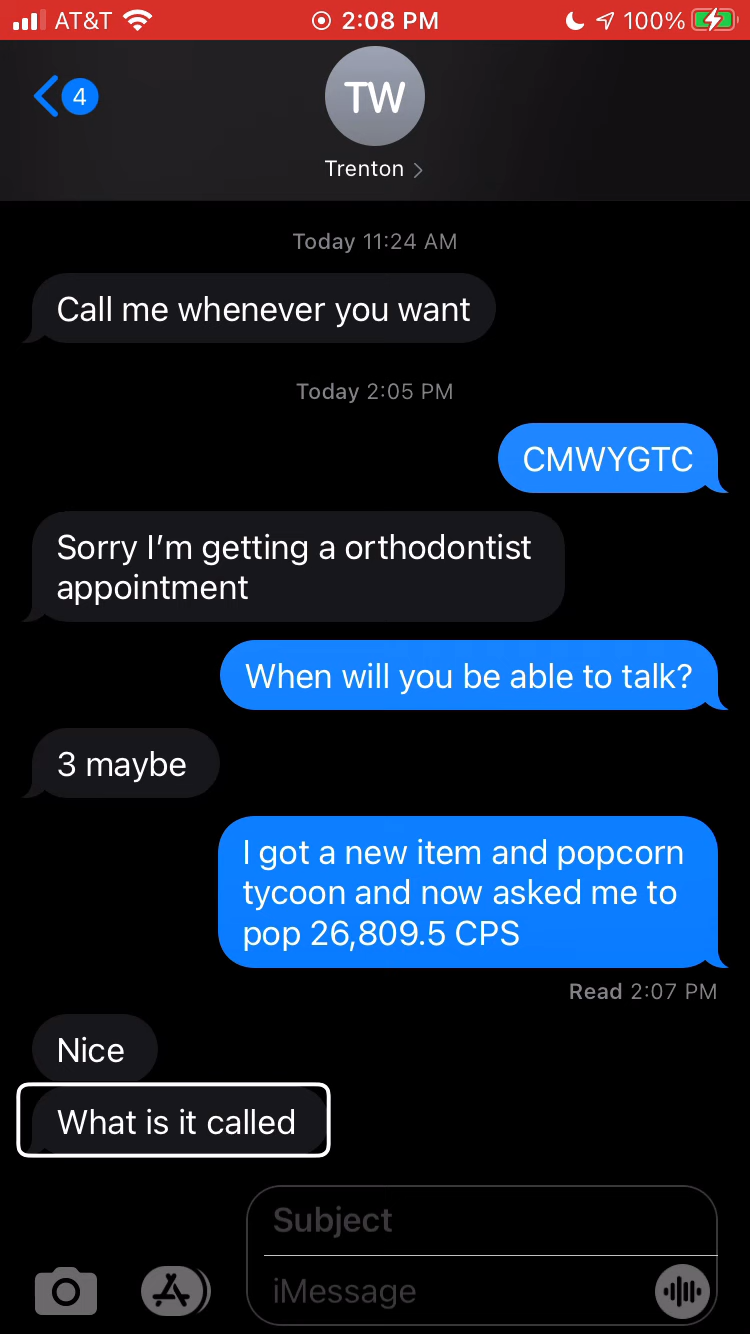 AT&T 2:08 PM 100%
4
TW
Trenton
Today 11:24 AM
Call me whenever you want
Today 2:05 PM
CMWYGTC
Sorry I’m getting a orthodontist
appointment
When will you be able to talk?
3 maybe
I got a new item and popcorn
tycoon and now asked me to
pop 26,809.5 CPS
Read 2:07 PM
Nice
What is it called
Subject
iMessage